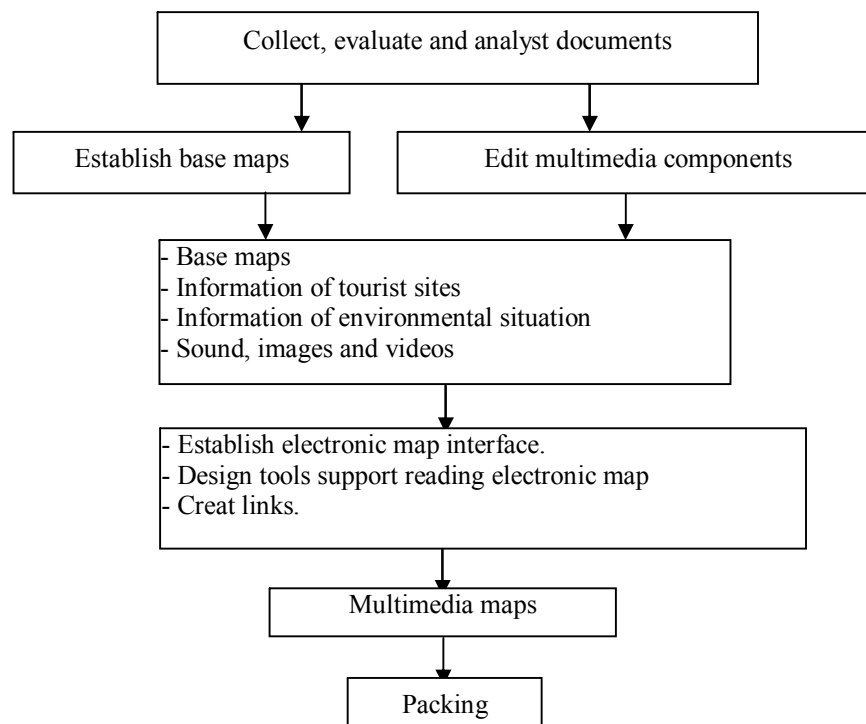 Collect, evaluate and analyst documents
Establish base maps
Edit multimedia components
- Base maps
- Information of tourist sites
- Information of environmental situation
- Sound, images and videos
- Establish electronic map interface.
- Design tools support reading electronic map
- Creat links.
Multimedia maps
Packing